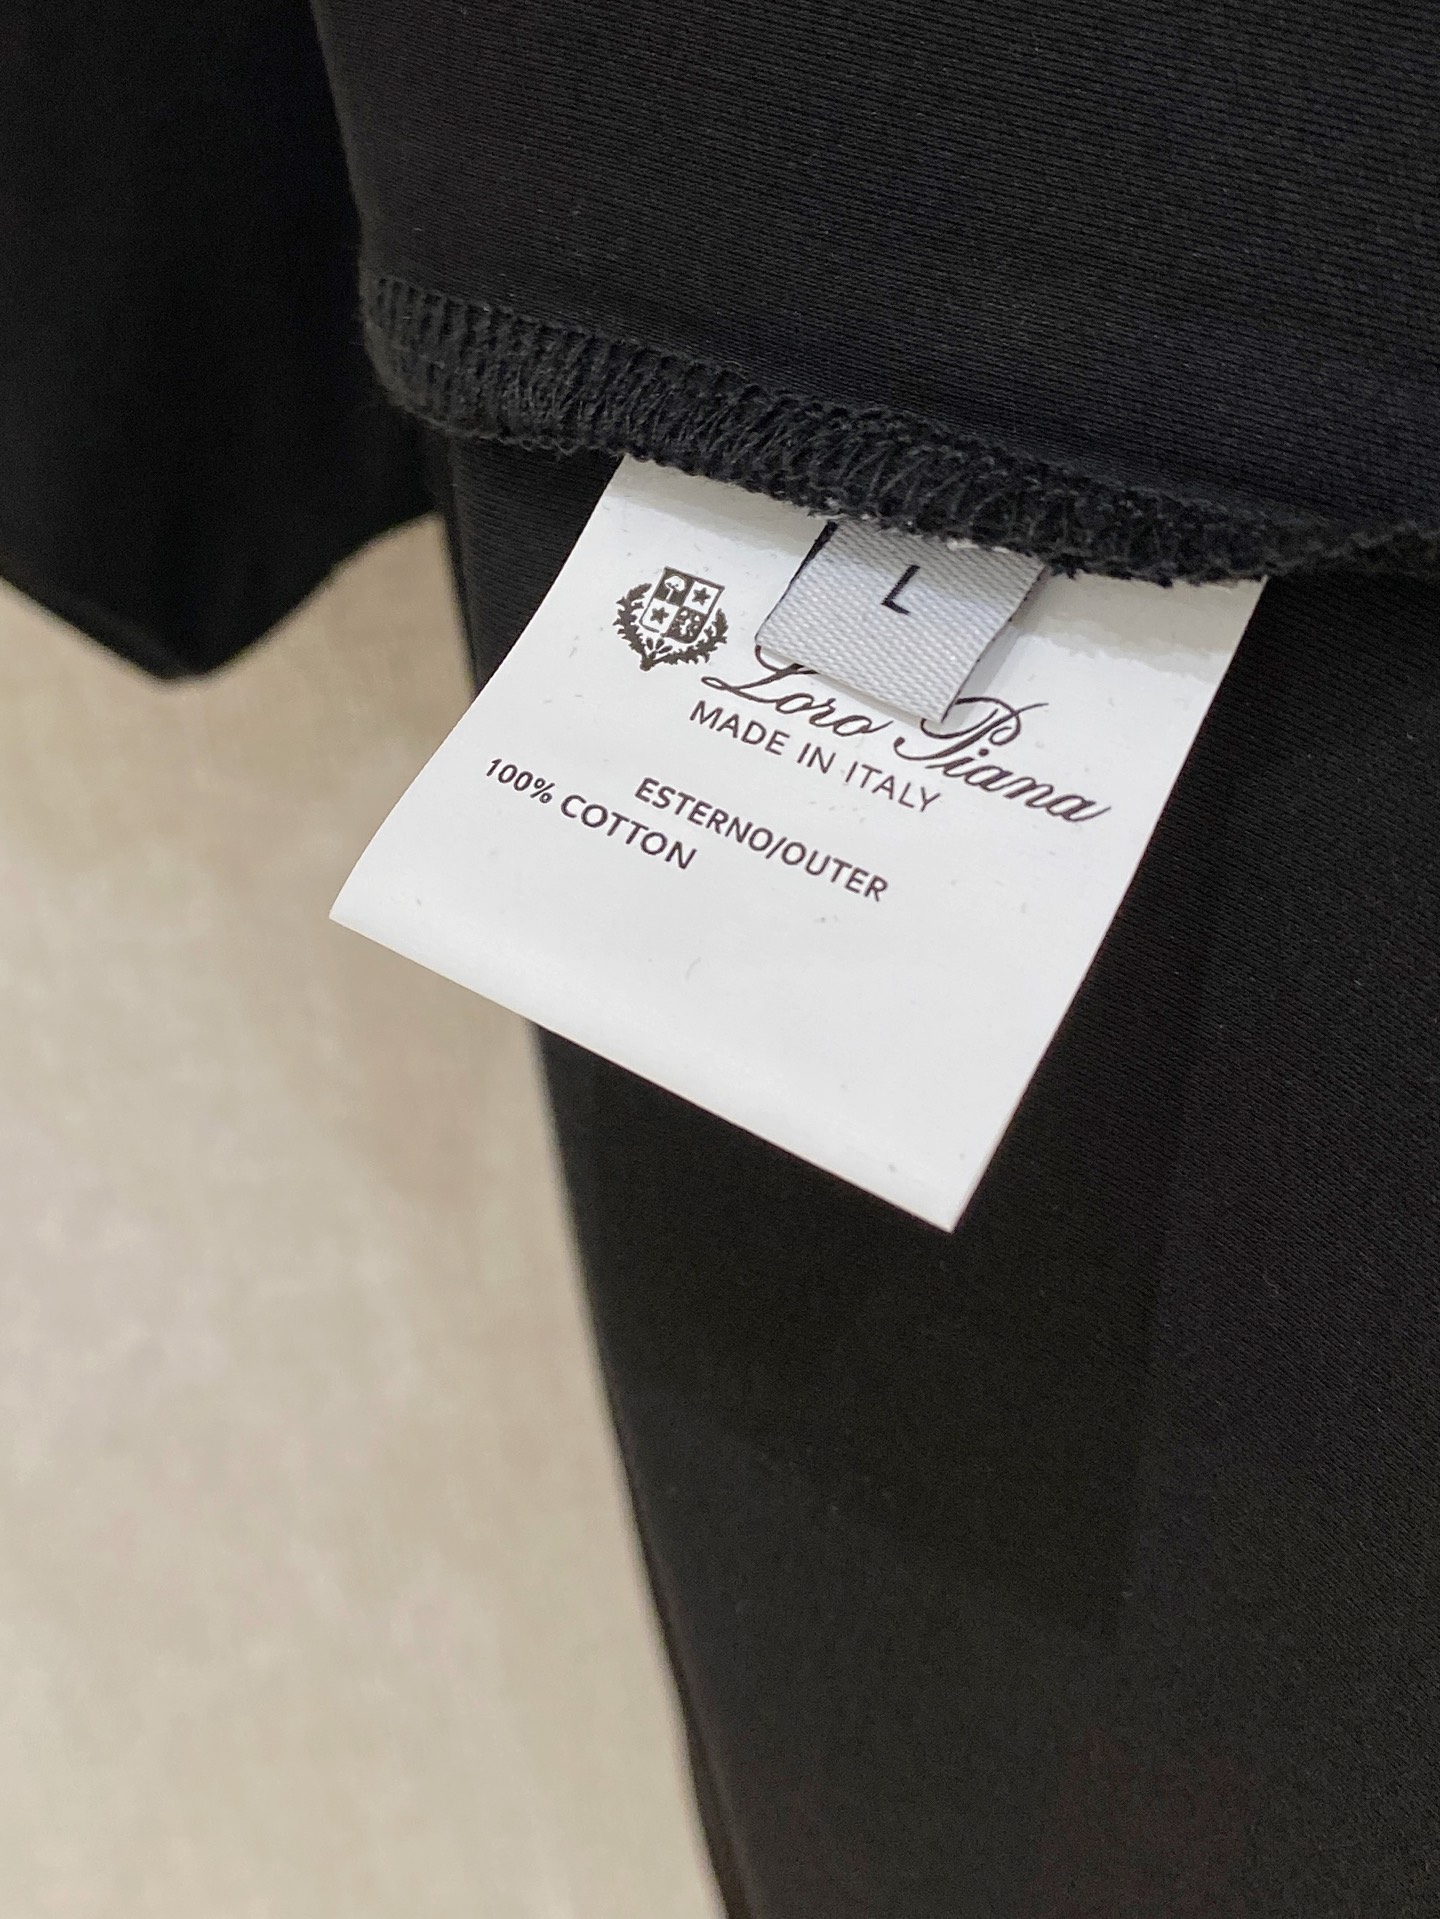 L
Loro Piana
MADE IN ITALY
ESTERNO/OUTER
100% COTTON